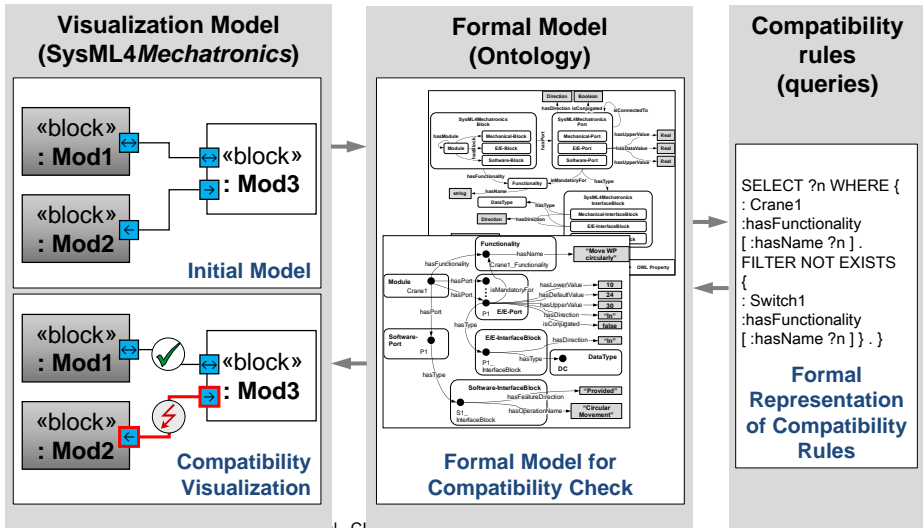 Visualization Model
(SysML4Mechatronics)
«block»
: Mod1
«block»
: Mod3
«block»
: Mod2
Initial Model
«block»
: Mod1
«block»
: Mod3
«block»
: Mod2
Compatibility
Visualization
Formal Model
(Ontology)
Direction
Boolean
hasDirection
isConjugated
isConnectedTo
SysML4Mechatronics
Block
SysML4Mechatronics
Port
hasModule
Module
hasBlock
Mechanical-Block
E/E-Block
Software-Block
hasPort
Mechanical-Port
E/E-Port
Software-Port
hasUpperValue
Real
hasDataValue
Real
hasUpperValue
Real
hasFunctionality
isMandatoryFor
hasType
Functionality
string
hasName
SysML4Mechatronics
InterfaceBlock
DataType
hasType
Mechanical-InterfaceBlock
Direction
hasDirection
E/E-InterfaceBlock
OWL Property
Functionality
hasName
"Move WP
circularly"
hasFunctionality
Crane1_Functionality
Module
Crane1
hasPort
hasPort
isMandatoryFor
P1
E/E-Port
hasLowerValue
10
hasDefaultValue
24
hasUpperValue
30
hasDirection
"In"
isConjugated
false
hasPort
hasType
Software-
Port
P1
E/E-InterfaceBlock
hasDirection
"In"
P1_
InterfaceBlock
hasType
DataType
DC
hasType
Software-InterfaceBlock
"Provided"
hasFeatureDirection
S1_
InterfaceBlock
hasOperationName
"Circular
Movement"
Formal Model for
Compatibility Check
Compatibility
rules
(queries)
SELECT ?n WHERE {
: Crane1
:hasFunctionality
[ :hasName ?n ] .
FILTER NOT EXISTS
{
: Switch1
:hasFunctionality
[ :hasName ?n ] } . }
Formal
Representation
of Compatibility
Rules